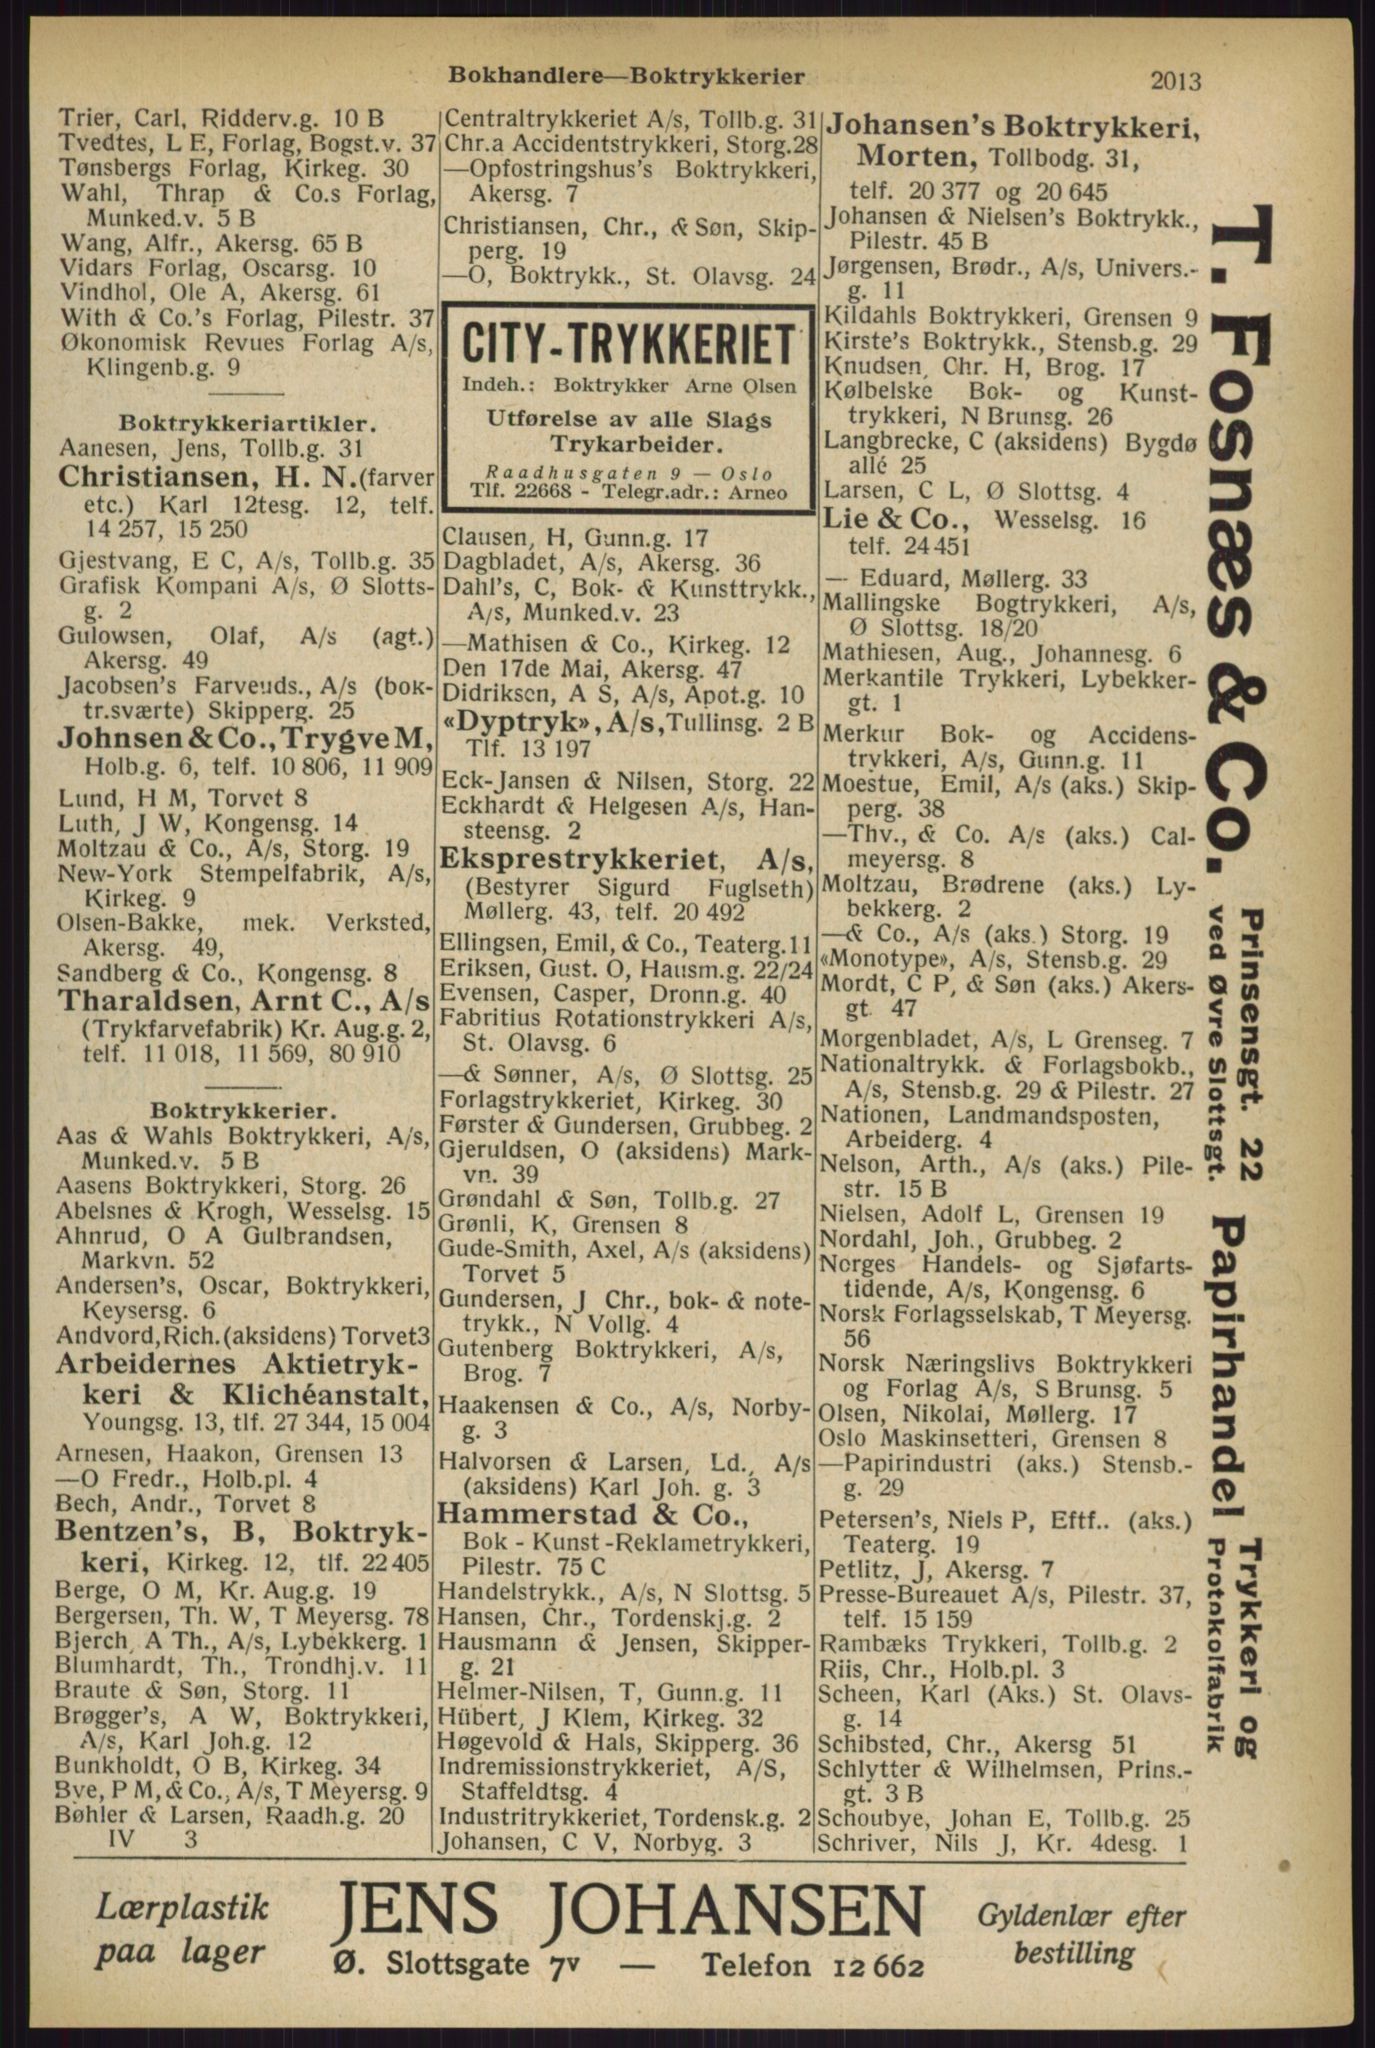 Bokhandlere—Boktrykkerier
2013
Trier, Carl, Ridderv.g. 10 B
Tvedtes, L E, Forlag, Bogst.v. 37
Tønsbergs Forlag, Kirkeg. 30
Wahl, Thrap & Co.s Forlag,
Munked.v. 5 B
Wang, Alfr., Akersg. 65 B
Vidars Forlag, Oscarsg. 10
Vindhol, Ole A, Akersg. 61
With & Co.'s Forlag, Pilestr. 37
Økonomisk Revues Forlag A/s,
Klingenb.g. 9
Boktrykkeriartikler.
Aanesen, Jens, Tollb.g. 31
Christiansen, H. N. (farver
etc.) Karl 12tesg. 12, telf.
14 257, 15 250
Gjestvang, E C, A/s, Tollb.g. 35
Grafisk Kompani A/s, Ø Slotts-
g. 2
Gulowsen, Olaf, A/s (agt.)
Akersg. 49
Jacobsen's Farveuds., A/s (bok-
tr.sværte) Skipperg. 25
Johnsen & Co., Trygve M,
Holb.g. 6, telf. 10 806, 11 909
Lund, H M, Torvet 8
Luth, J W, Kongensg. 14
Moltzau & Co., A/s, Storg. 19
New-York Stempelfabrik, A/s,
Kirkeg. 9
Olsen-Bakke, mek. Verksted,
Akersg. 49,
Sandberg & Co., Kongensg. 8
Tharaldsen, Arnt C., A/s
(Trykfarvefabrik) Kr. Aug.g. 2,
telf. 11 018, 11 569, 80 910
Boktrykkerier.
Aas & Wahls Boktrykkeri, A/s,
Munked.v. 5 B
Aasens Boktrykkeri, Storg. 26
Abelsnes & Krogh, Wesselsg. 15
Ahnrud, O A Gulbrandsen,
Markvn. 52
Andersen's, Oscar, Boktrykkeri,
Keysersg. 6
Andvord, Rich. (aksidens) Torvet 3
Arbeidernes Aktietryk-
keri & Klichéanstalt,
Youngsg. 13, tlf. 27 344, 15 004
Arnesen, Haakon, Grensen 13
—O Fredr., Holb.pl. 4
Bech, Andr., Torvet 8
Bentzen's, B, Boktryk-
keri, Kirkeg. 12, tlf. 22 405
Berge, O M, Kr. Aug.g. 19
Bergersen, Th. W, T Meyersg. 78
Bjerch, A Th., A/s, Lybekkerg. 1
Blumhardt, Th., Trondhj.v. 11
Braute & Søn, Storg. 11
Brøgger's, A W, Boktrykkeri,
A/s, Karl Joh.g. 12
Bunkholdt, O B, Kirkeg. 34
Bye, P M, & Co., A/s, T Meyersg. 9
Bøhler & Larsen, Raadh.g. 20
IV 3
Centraltrykkeriet A/s, Tollb.g. 31
Chr.a Accidentstrykkeri, Storg. 28
—Opfostringshus's Boktrykkeri,
Akersg. 7
Christiansen, Chr., & Søn, Skip-
perg. 19
—O, Boktrykk., St. Olavsg. 24
CITY-TRYKKERIET
Indeh.: Boktrykker Arne Olsen
Utførelse av alle Slags
Trykarbeider.
Raadhusgaten 9 — Oslo
Tlf. 22668 - Telegr.adr.: Arneo
Clausen, H, Gunn.g. 17
Dagbladet, A/s, Akersg. 36
Dahl's, C, Bok- & Kunsttrykk.,
A/s, Munked.v. 23
—Mathisen & Co., Kirkeg. 12
Den 17de Mai, Akersg. 47
Didriksen, A S, A/s, Apot.g. 10
«Dyptryk», A/s, Tullinsg. 2 B
Tlf. 13 197
Eck-Jansen & Nilsen, Storg. 22
Eckhardt & Helgesen A/s, Han-
steensg. 2
Eksprestrykkeriet, A/s,
(Bestyrer Sigurd Fuglseth)
Møllerg. 43, telf. 20 492
Ellingsen, Emil, & Co., Teaterg. 11
Eriksen, Gust. O, Hausm.g. 22/24
Evensen, Casper, Dronn.g. 40
Fabritius Rotationstrykkeri A/s,
St. Olavsg. 6
—& Sønner, A/s, Ø Slottsg. 25
Forlagstrykkeriet, Kirkeg. 30
Førster & Gundersen, Grubbeg. 2
Gjeruldsen, O (aksidens) Mark-
vn. 39
Grøndahl & Søn, Tollb.g. 27
Grønli, K, Grensen 8
Gude-Smith, Axel, A/s (aksidens)
Torvet 5
Gundersen, J Chr., bok- & note-
trykk., N Vollg. 4
Gutenberg Boktrykkeri, A/s,
Brog. 7
Haakensen & Co., A/s, Norby-
g. 3
Halvorsen & Larsen, Ld., A/s
(aksidens) Karl Joh. g. 3
Hammerstad & Co.,
Bok - Kunst -Reklametrykkeri,
Pilestr. 75 C
Handelstrykk., A/s, N Slottsg. 5
Hansen, Chr., Tordenskj.g. 2
Hausmann & Jensen, Skipper-
g. 21
Helmer-Nilsen, T, Gunn.g. 11
Hübert, J Klem, Kirkeg. 32
Høgevold & Hals, Skipperg. 36
Indremissionstrykkeriet, A/S,
Staffeldtsg. 4
Industritrykkeriet, Tordensk.g. 2
Johansen, C V, Norbyg. 3
Johansen's Boktrykkeri,
Morten, Tollbodg. 31,
telf. 20 377 og 20 645
Johansen & Nielsen's Boktrykk.,
Pilestr. 45 B
Jørgensen, Brødr., A/s, Univers.-
g. 11
Kildahls Boktrykkeri, Grensen 9
Kirste's Boktrykk., Stensb.g. 29
Knudsen, Chr. H, Brog. 17
Kølbelske Bok- og Kunst-
trykkeri, N Brunsg. 26
Langbrecke, C (aksidens) Bygdø
allé 25
Larsen, C L, Ø Slottsg. 4
Lie & Co., Wesselsg. 16
telf. 24 451
— Eduard, Møllerg. 33
Mallingske Bogtrykkeri, A/s,
Ø Slottsg. 18/20
Mathiesen, Aug., Johannesg. 6
Merkantile Trykkeri, Lybekker-
gt. 1
Merkur Bok- og Accidens-
trykkeri, A/s, Gunn.g. 11
Moestue, Emil, A/s (aks.) Skip-
perg. 38
—Thv., & Co. A/s (aks.) Cal-
meyersg. 8
Moltzau, Brødrene (aks.) Ly-
bekkerg. 2
—& Co., A/s (aks.) Storg. 19
«Monotype», A/s, Stensb.g. 29
Mordt, C P, & Søn (aks.) Akers-
gt. 47
Morgenbladet, A/s, L Grenseg. 7
Nationaltrykk. & Forlagsbokb.,
A/s, Stensb.g. 29 & Pilestr. 27
Nationen, Landmandsposten,
Arbeiderg. 4
Nelson, Arth., A/s (aks.) Pile-
str. 15 B
Nielsen, Adolf L, Grensen 19
Nordahl, Joh., Grubbeg. 2
Norges Handels- og Sjøfarts-
tidende, A/s, Kongensg. 6
Norsk Forlagsselskab, T Meyersg.
56
Norsk Næringslivs Boktrykkeri
og Forlag A/s, S Brunsg. 5
Olsen, Nikolai, Møllerg. 17
Oslo Maskinsetteri, Grensen 8
—Papirindustri (aks.) Stensb.-
g. 29
Petersen's, Niels P, Eftf.. (aks.)
Teaterg. 19
Petlitz, J, Akersg. 7
Presse-Bureauet A/s, Pilestr. 37,
telf. 15 159
Rambæks Trykkeri, Tollb.g. 2
Riis, Chr., Holb.pl. 3
Scheen, Karl (Aks.) St. Olavs-
g. 14
Schibsted, Chr., Akersg 51
Schlytter & Wilhelmsen, Prins.-
gt. 3 B
Schoubye, Johan E, Tollb.g. 25
Schriver, Nils J, Kr. 4desg. 1
T. Fosnæs & Co.
Prinsensgt. 22
ved Øvre Slottsgt.
Papirhandel
Trykkeri og
Protokolfabrik
Lærplastik
paa lager
JENS JOHANSEN
Ø. Slottsgate 7v — Telefon 12 662
Gyldenlær efter
bestilling